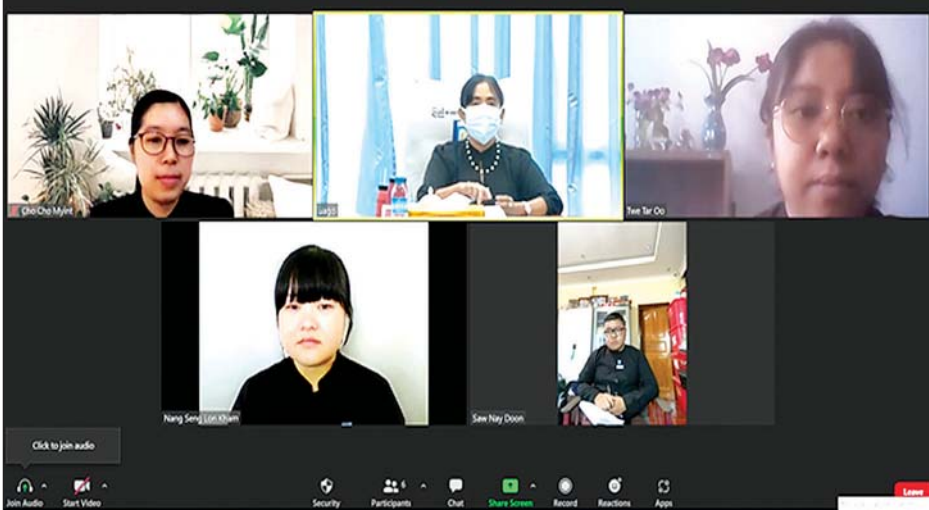 Cho Cho Myint
Twe Tar Oo
Nang Seng Lon Kham
Saw Nay Doon
Click to join audio
Join Audio
Start Video
Security
Participants
6
Chat
Share Screen
Record
Reactions
Apps
Leave